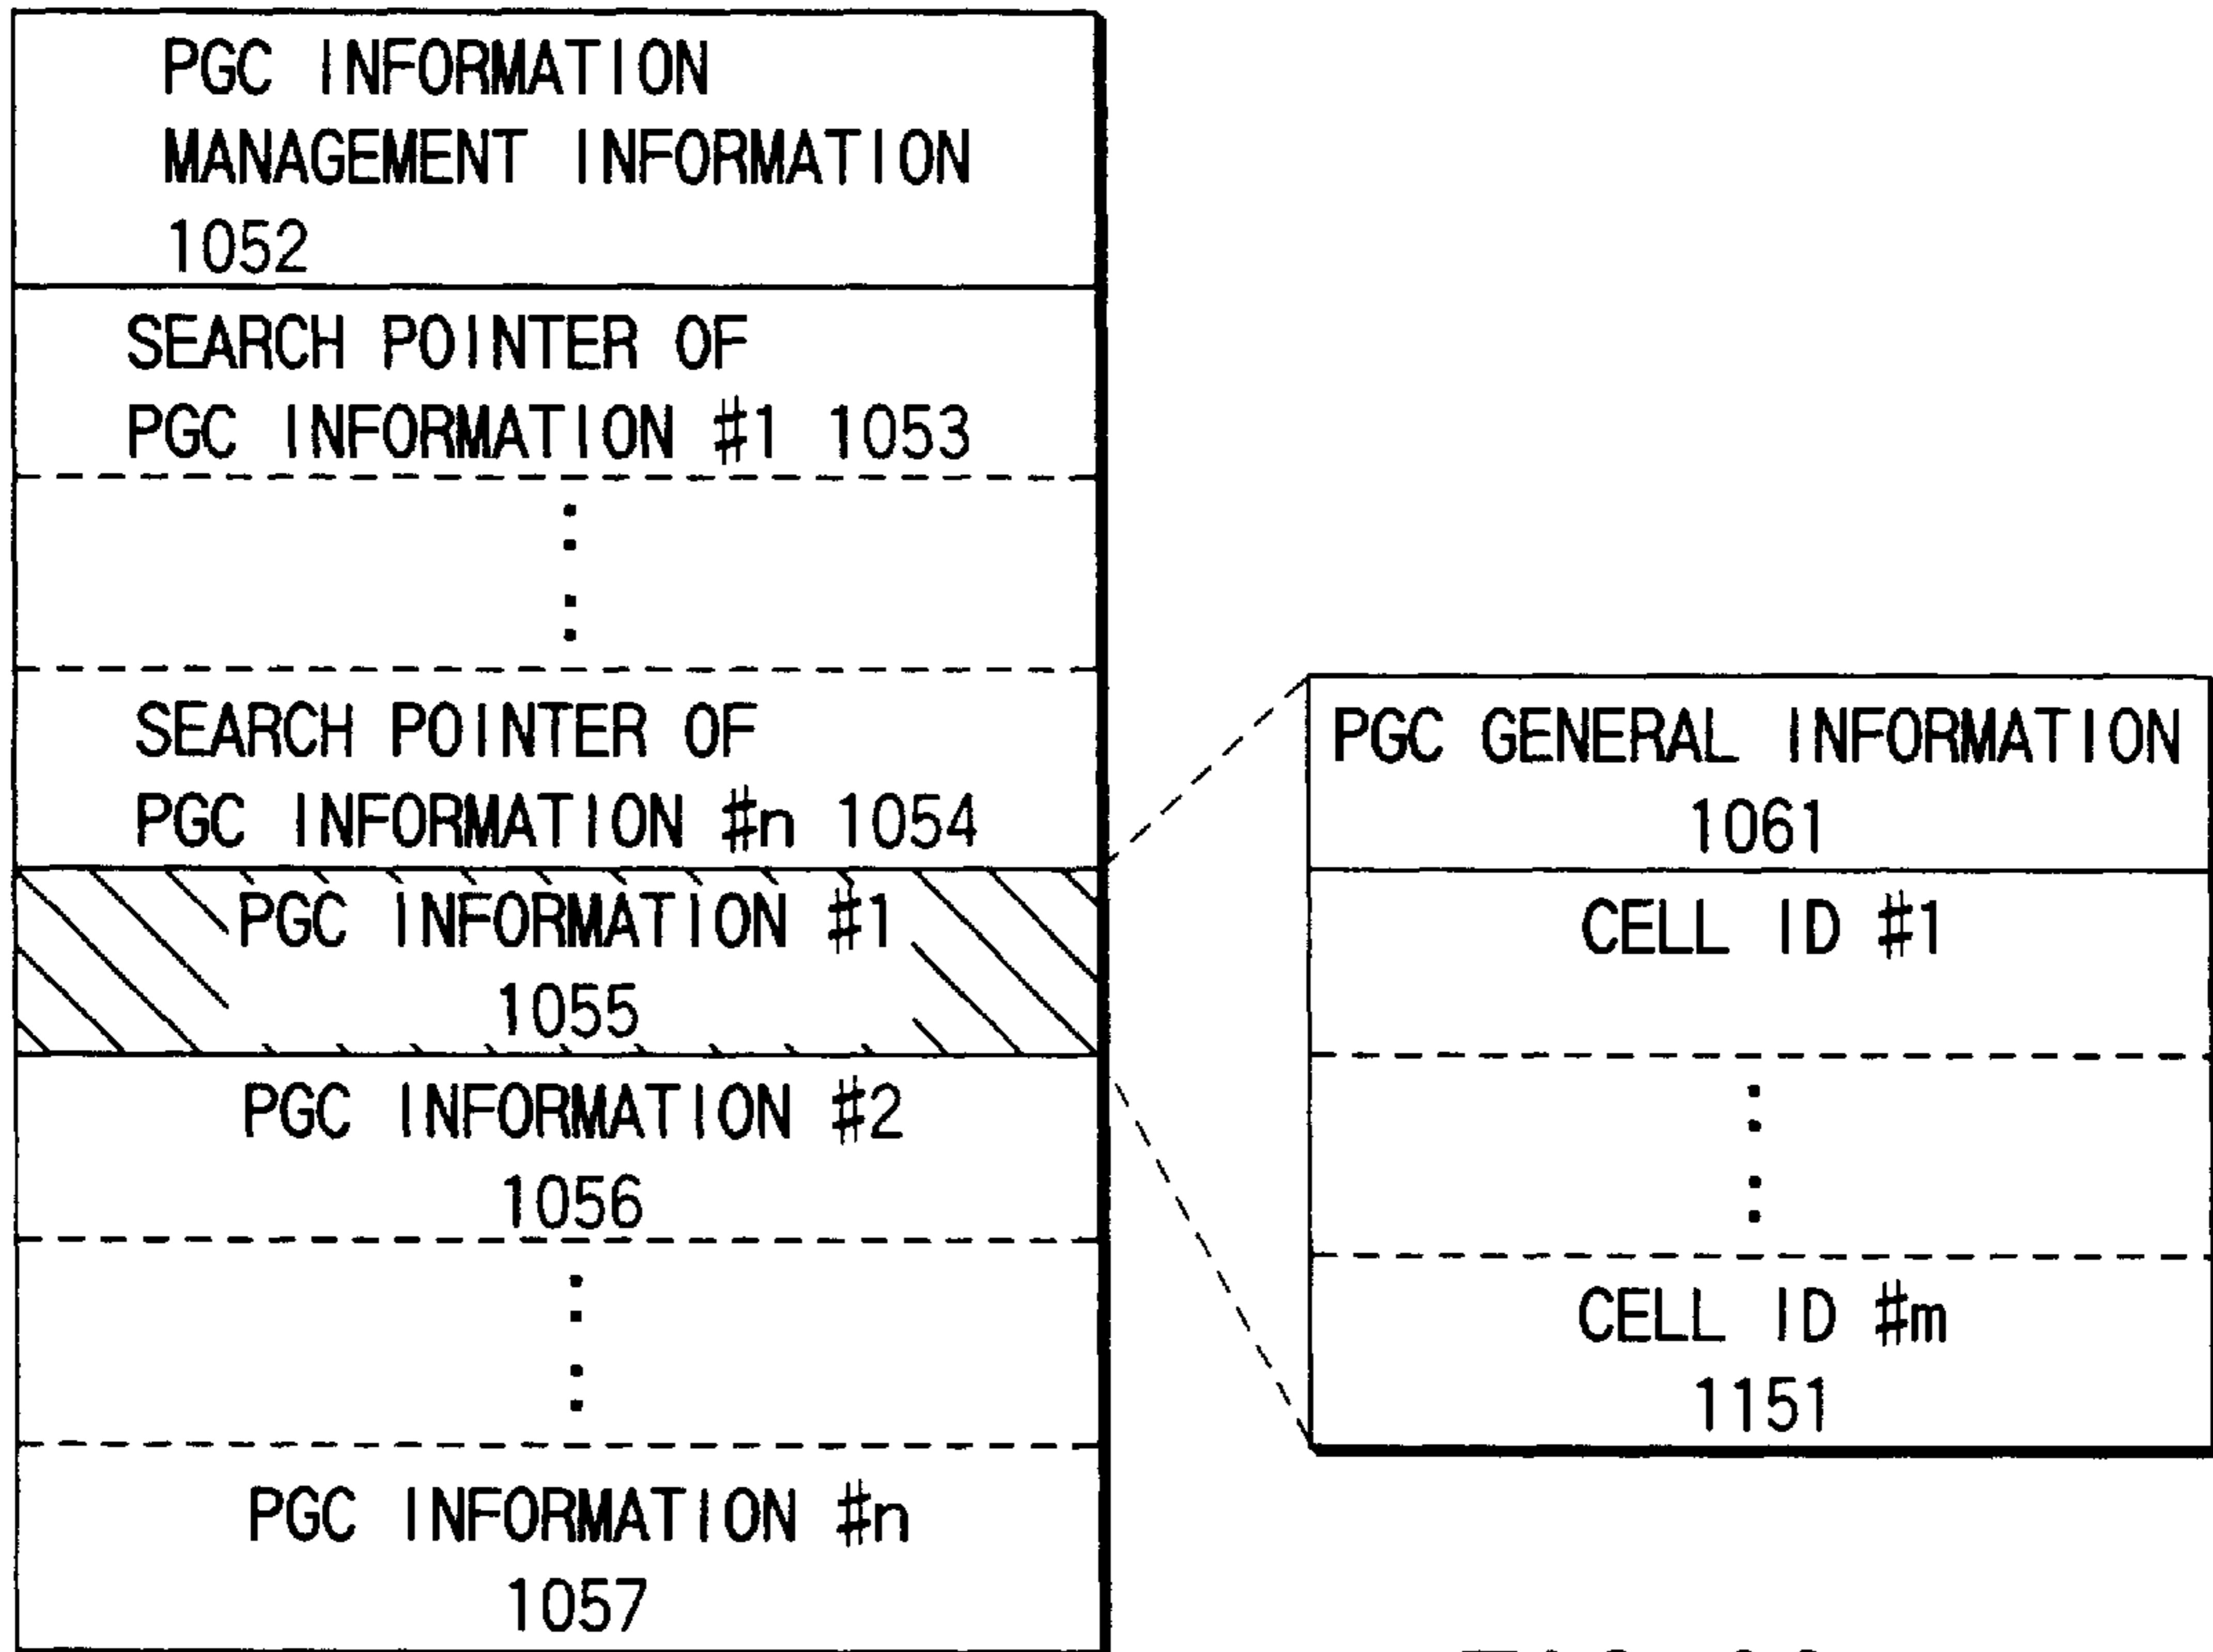 PGC INFORMATION
MANAGEMENT INFORMATION
1052
SEARCH POINTER OF
PGC INFORMATION #1 1053
SEARCH POINTER OF
PGC INFORMATION #n 1054
PGC INFORMATION #1
1055
PGC INFORMATION #2
1056
PGC INFORMATION #n
1057
PGC GENERAL INFORMATION
1061
CELL ID #1
CELL ID #m
1151